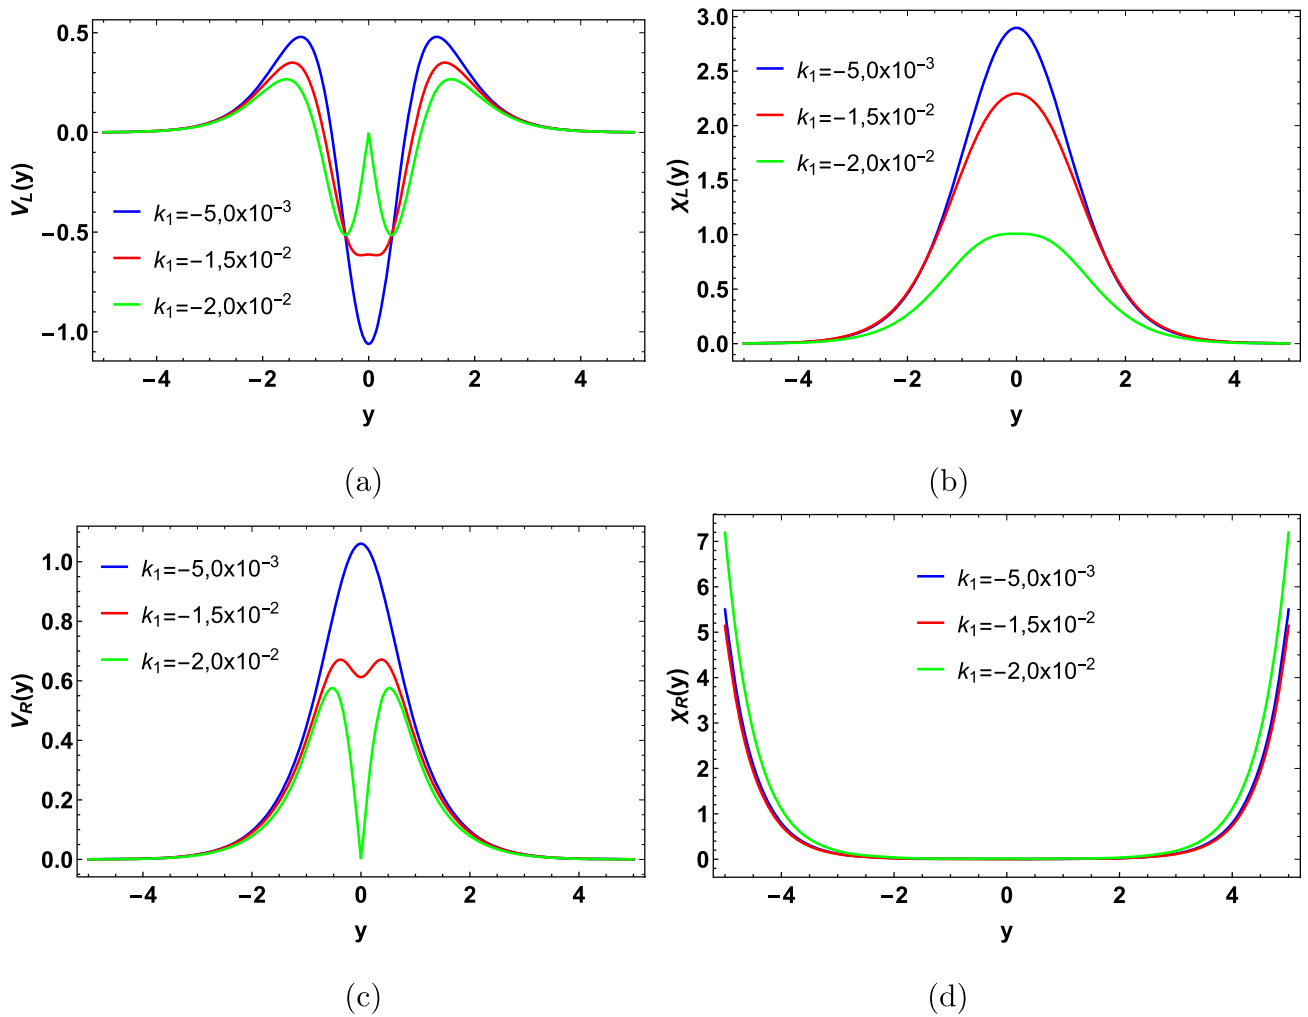 0.5
0.0
−0.5
−1.0
V_L(y)
k₁=−5,0x10⁻³
k₁=−1,5x10⁻²
k₁=−2,0x10⁻²
−4 −2 0 2 4
y
(a)
3.0
2.5
2.0
1.5
1.0
0.5
0.0
χ_L(y)
k₁=−5,0x10⁻³
k₁=−1,5x10⁻²
k₁=−2,0x10⁻²
−4 −2 0 2 4
y
(b)
1.0
0.8
0.6
0.4
0.2
0.0
V_R(y)
k₁=−5,0x10⁻³
k₁=−1,5x10⁻²
k₁=−2,0x10⁻²
−4 −2 0 2 4
y
(c)
7
6
5
4
3
2
1
0
χ_R(y)
k₁=−5,0x10⁻³
k₁=−1,5x10⁻²
k₁=−2,0x10⁻²
−4 −2 0 2 4
y
(d)